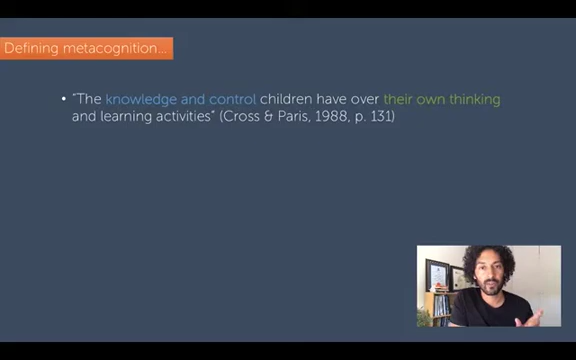 Defining metacognition...
• "The knowledge and control children have over their own thinking
and learning activities" (Cross & Paris, 1988, p. 131)